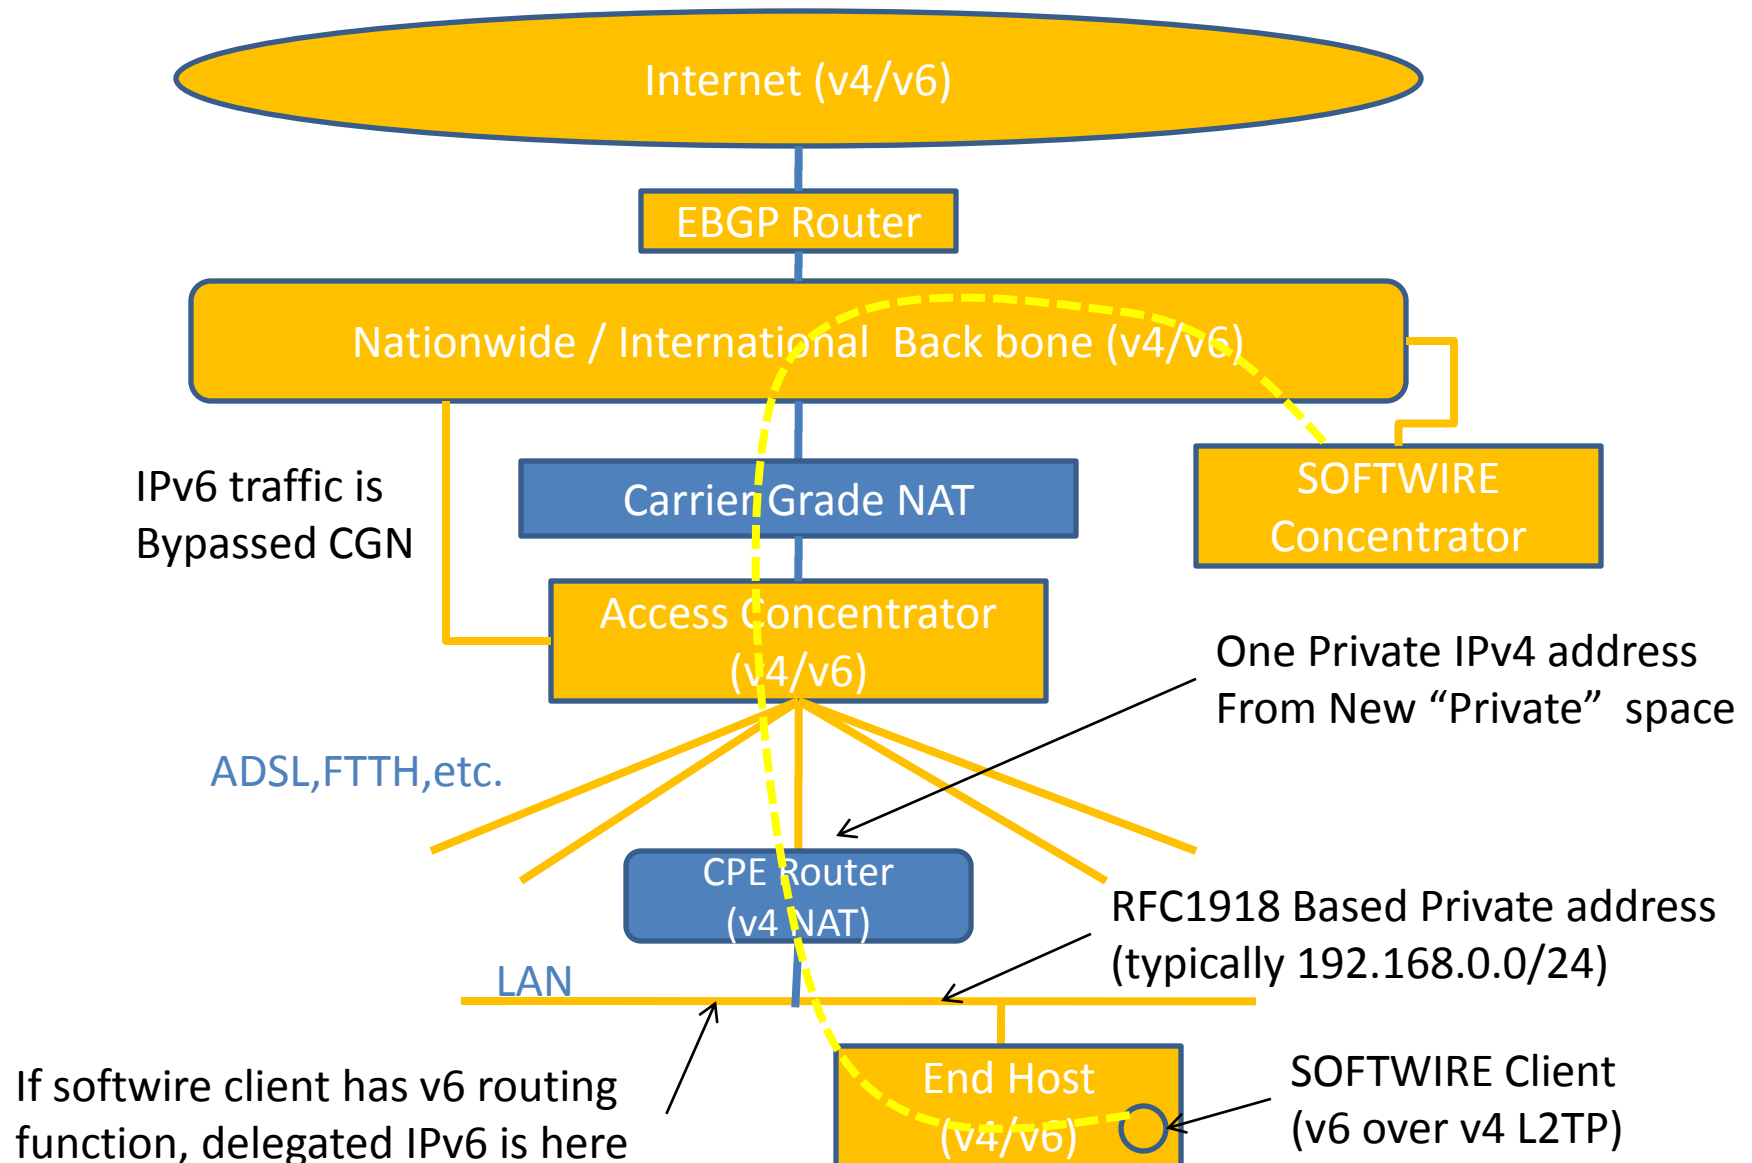 Internet (v4/v6)
EBGP Router
Nationwide / International  Back bone (v4/v6)
IPv6 traffic is
Bypassed CGN
Carrier Grade NAT
SOFTWIRE
Concentrator
Access Concentrator
(v4/v6)
One Private IPv4 address
From New “Private”  space
ADSL,FTTH,etc.
CPE Router
(v4 NAT)
RFC1918 Based Private address
(typically 192.168.0.0/24)
LAN
If softwire client has v6 routing
function, delegated IPv6 is here
End Host
(v4/v6)
SOFTWIRE Client
(v6 over v4 L2TP)